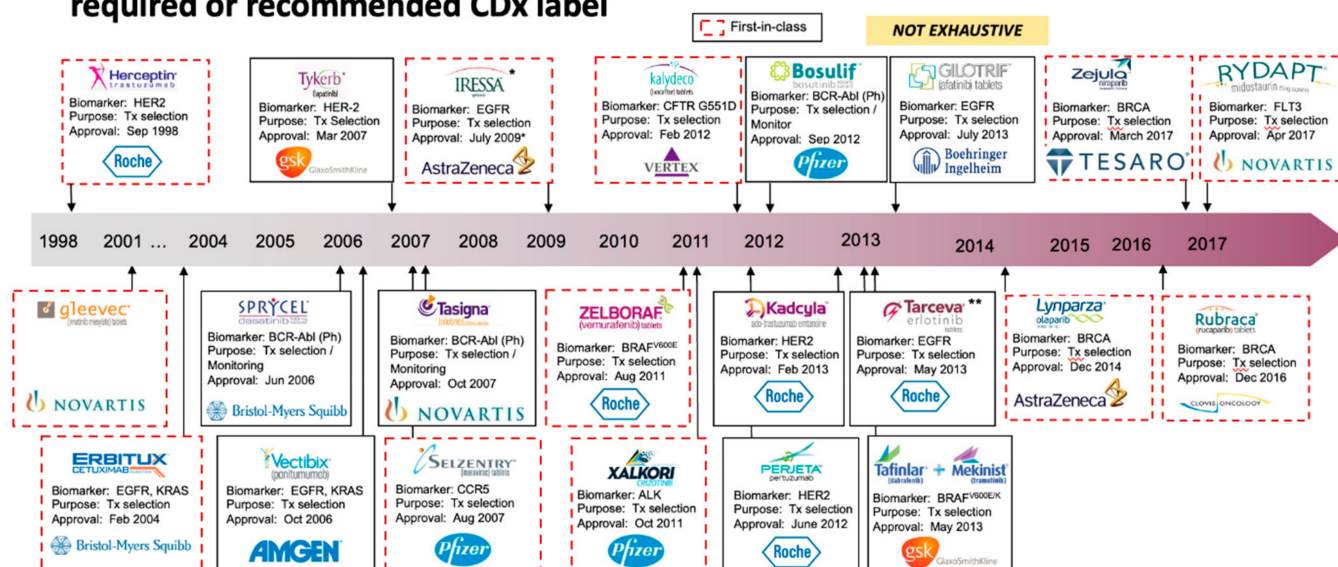 required or recommended CDx label
First-in-class
NOT EXHAUSTIVE
Herceptin
trastuzumab
Biomarker: HER2
Purpose: Tx selection
Approval: Sep 1998
Roche
Tykerb
(lapatinib)
Biomarker: HER-2
Purpose: Tx Selection
Approval: Mar 2007
gsk GlaxoSmithKline
IRESSA*
Biomarker: EGFR
Purpose: Tx selection
Approval: July 2009*
AstraZeneca
kalydeco
(ivacaftor) tablets
Biomarker: CFTR G551D
Purpose: Tx selection
Approval: Feb 2012
VERTEX
Bosulif
bosutinib tablets
Biomarker: BCR-Abl (Ph)
Purpose: Tx selection /
Monitor
Approval: Sep 2012
Pfizer
GILOTRIF
(afatinib) tablets
Biomarker: EGFR
Purpose: Tx selection
Approval: July 2013
Boehringer
Ingelheim
Zejula
niraparib
Biomarker: BRCA
Purpose: Tx selection
Approval: March 2017
TESARO
RYDAPT
midostaurin
Biomarker: FLT3
Purpose: Tx selection
Approval: Apr 2017
NOVARTIS
1998 2001 ... 2004 2005 2006 2007 2008 2009 2010 2011 2012 2013 2014 2015 2016 2017
gleevec
(imatinib mesylate) tablets
NOVARTIS
SPRYCEL
dasatinib
Biomarker: BCR-Abl (Ph)
Purpose: Tx selection /
Monitoring
Approval: Jun 2006
Bristol-Myers Squibb
Tasigna
(nilotinib)
Biomarker: BCR-Abl (Ph)
Purpose: Tx selection /
Monitoring
Approval: Oct 2007
NOVARTIS
ZELBORAF
(vemurafenib) tablets
Biomarker: BRAFV600E
Purpose: Tx selection
Approval: Aug 2011
Roche
Kadcyla
ado-trastuzumab emtansine
Biomarker: HER2
Purpose: Tx selection
Approval: Feb 2013
Roche
Tarceva**
erlotinib
tablets
Biomarker: EGFR
Purpose: Tx selection
Approval: May 2013
Roche
Lynparza
olaparib
Biomarker: BRCA
Purpose: Tx selection
Approval: Dec 2014
AstraZeneca
Rubraca
(rucaparib) tablets
Biomarker: BRCA
Purpose: Tx selection
Approval: Dec 2016
CLOVIS ONCOLOGY
ERBITUX
CETUXIMAB
Biomarker: EGFR, KRAS
Purpose: Tx selection
Approval: Feb 2004
Bristol-Myers Squibb
Vectibix
(panitumumab)
Biomarker: EGFR, KRAS
Purpose: Tx selection
Approval: Oct 2006
AMGEN
SELZENTRY
(maraviroc) tablets
Biomarker: CCR5
Purpose: Tx selection
Approval: Aug 2007
Pfizer
XALKORI
CRIZOTINIB
Biomarker: ALK
Purpose: Tx selection
Approval: Oct 2011
Pfizer
PERJETA
pertuzumab
Biomarker: HER2
Purpose: Tx selection
Approval: June 2012
Roche
Tafinlar + Mekinist
(dabrafenib) (trametinib)
Biomarker: BRAFV600E/K
Purpose: Tx selection
Approval: May 2013
gsk GlaxoSmithKline